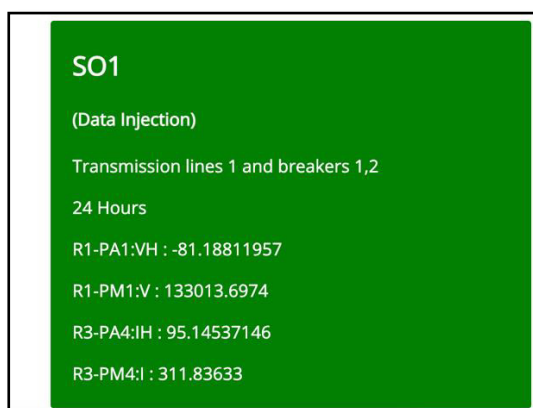 SO1
(Data Injection)
Transmission lines 1 and breakers 1,2
24 Hours
R1-PA1:VH : -81.18811957
R1-PM1:V : 133013.6974
R3-PA4:IH : 95.14537146
R3-PM4:I : 311.83633